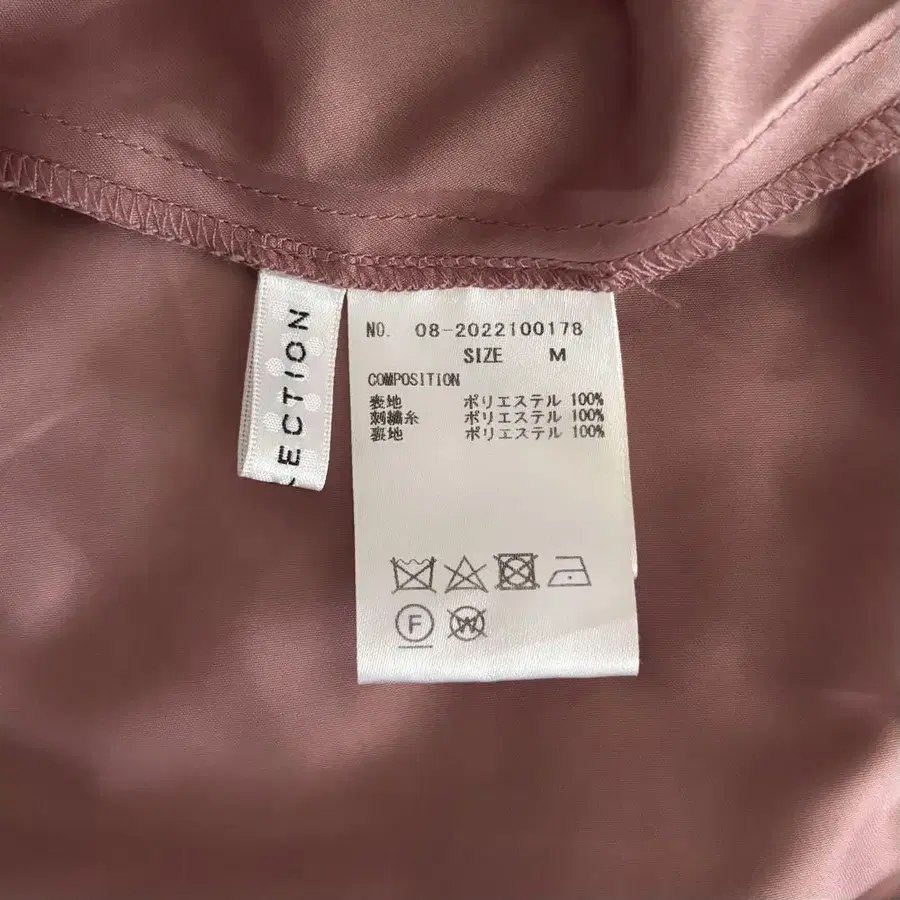 ECTION
NO. 08-2022100178
SIZE M
COMPOSITION
表地 ポリエステル 100%
刺繍糸 ポリエステル 100%
裏地 ポリエステル 100%
F W